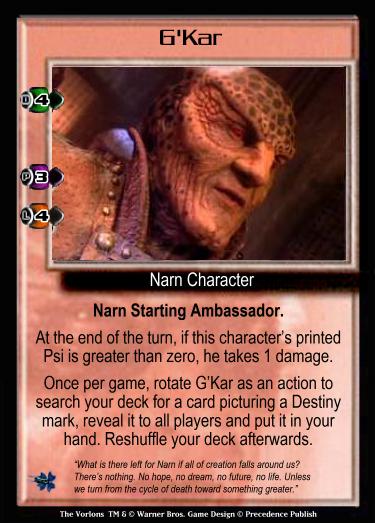 G'Kar
D 4
P 3
L 4
Narn Character
Narn Starting Ambassador.
At the end of the turn, if this character's printed
Psi is greater than zero, he takes 1 damage.
Once per game, rotate G'Kar as an action to
search your deck for a card picturing a Destiny
mark, reveal it to all players and put it in your
hand. Reshuffle your deck afterwards.
"What is there left for Narn if all of creation falls around us?
There's nothing. No hope, no dream, no future, no life. Unless
we turn from the cycle of death toward something greater."
The Vorlons TM & © Warner Bros. Game Design © Precedence Publish